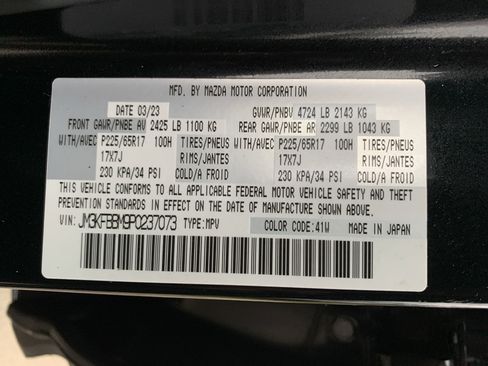 MFD. BY MAZDA MOTOR CORPORATION
DATE 03/23 GVWR/PNBV 4724 LB 2143 KG
FRONT GAWR/PNBE AV 2425 LB 1100 KG REAR GAWR/PNBE AR 2299 LB 1043 KG
WITH/AVEC P225/65R17 100H TIRES/PNEUS WITH/AVEC P225/65R17 100H TIRES/PNEUS
17X7J RIMS/JANTES 17X7J RIMS/JANTES
230 KPA/34 PSI COLD/A FROID 230 KPA/34 PSI COLD/A FROID
THIS VEHICLE CONFORMS TO ALL APPLICABLE FEDERAL MOTOR VEHICLE SAFETY AND THEFT
PREVENTION STANDARDS IN EFFECT ON THE DATE OF MANUFACTURE SHOWN ABOVE.
VIN: JM3KFBBM9P0237073 TYPE:MPV COLOR CODE: 41W MADE IN JAPAN